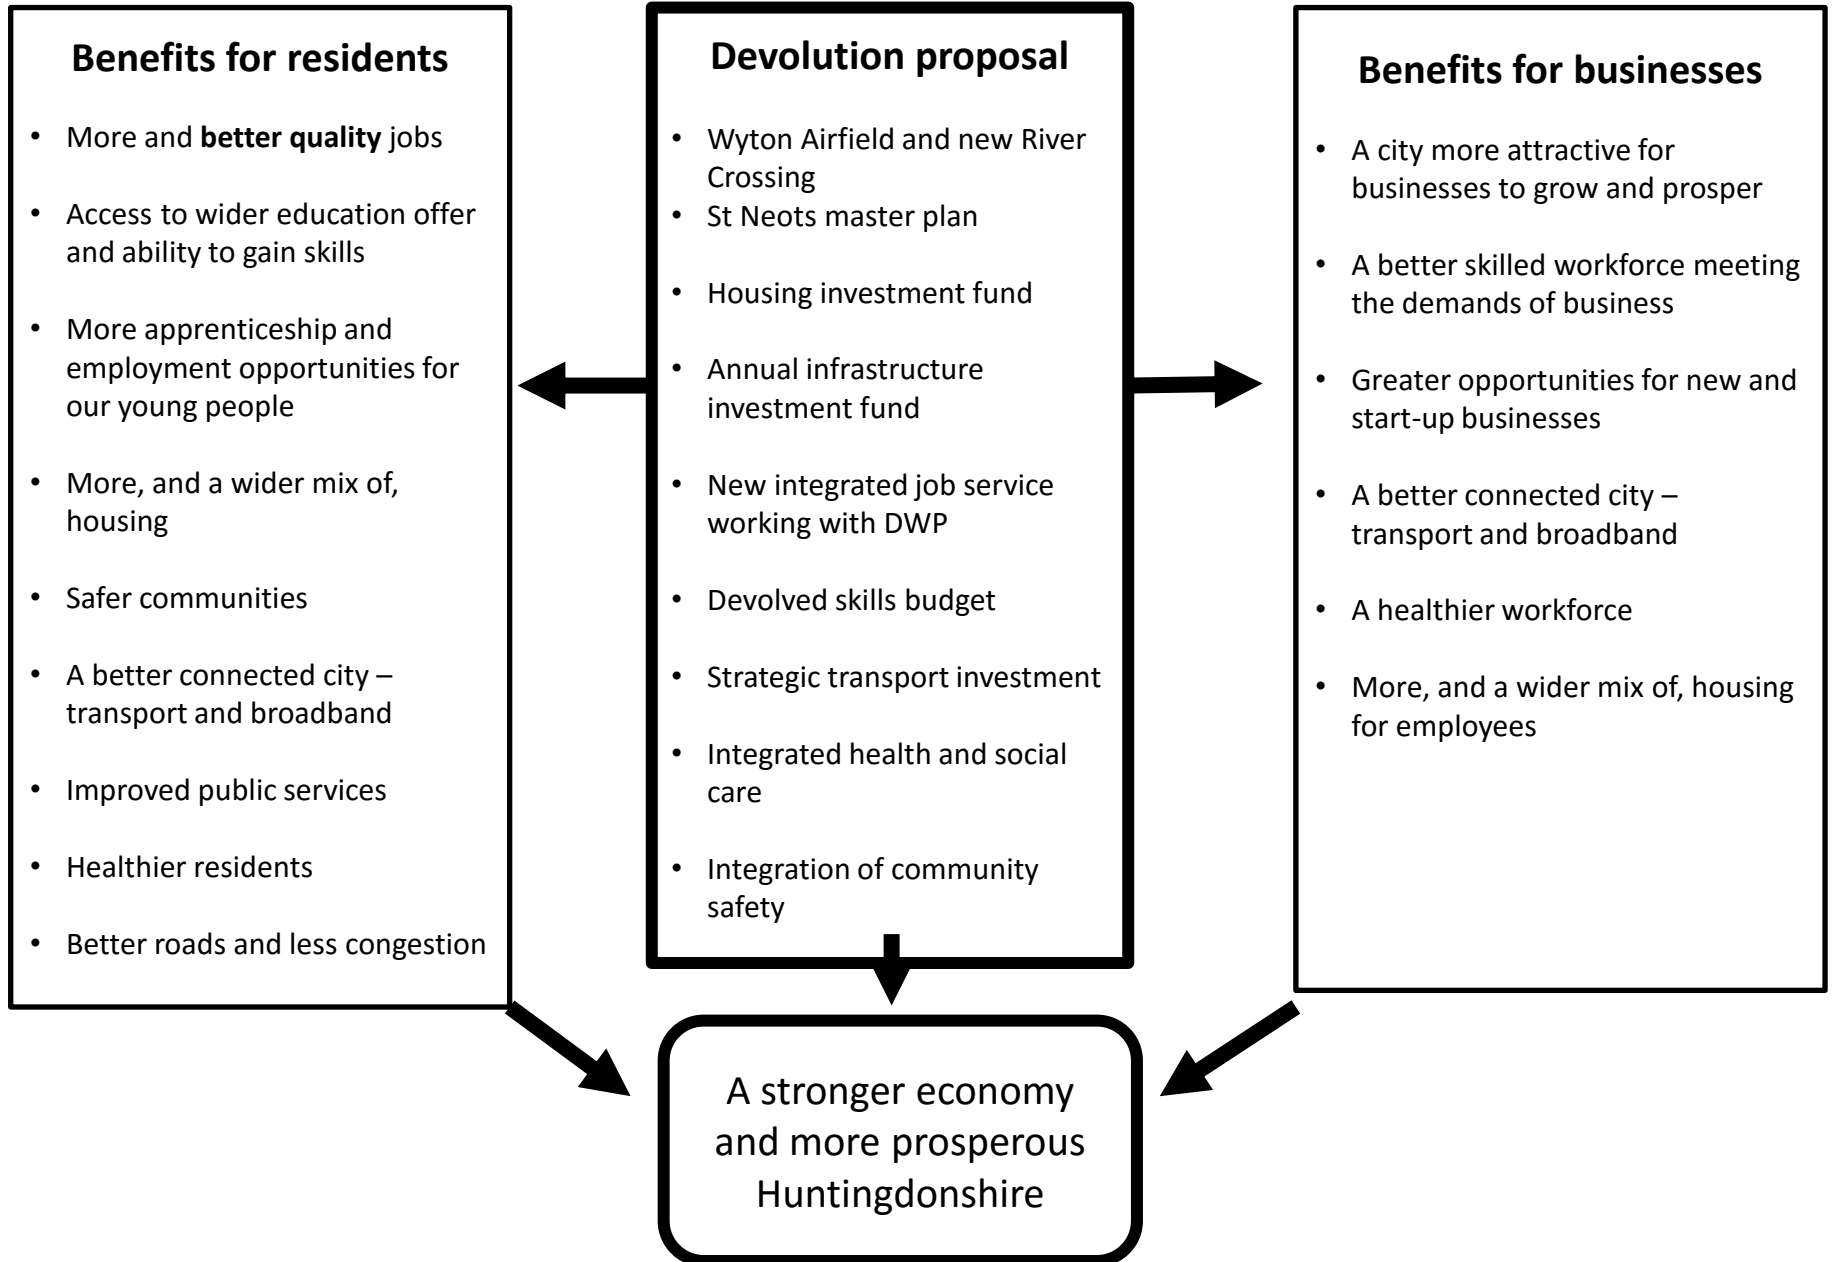 Benefits for residents
• More and better quality jobs
• Access to wider education offer
and ability to gain skills
• More apprenticeship and
employment opportunities for
our young people
• More, and a wider mix of,
housing
• Safer communities
• A better connected city –
transport and broadband
• Improved public services
• Healthier residents
• Better roads and less congestion
Devolution proposal
• Wyton Airfield and new River
Crossing
• St Neots master plan
• Housing investment fund
• Annual infrastructure
investment fund
• New integrated job service
working with DWP
• Devolved skills budget
• Strategic transport investment
• Integrated health and social
care
• Integration of community
safety
Benefits for businesses
• A city more attractive for
businesses to grow and prosper
• A better skilled workforce meeting
the demands of business
• Greater opportunities for new and
start-up businesses
• A better connected city –
transport and broadband
• A healthier workforce
• More, and a wider mix of, housing
for employees
A stronger economy
and more prosperous
Huntingdonshire